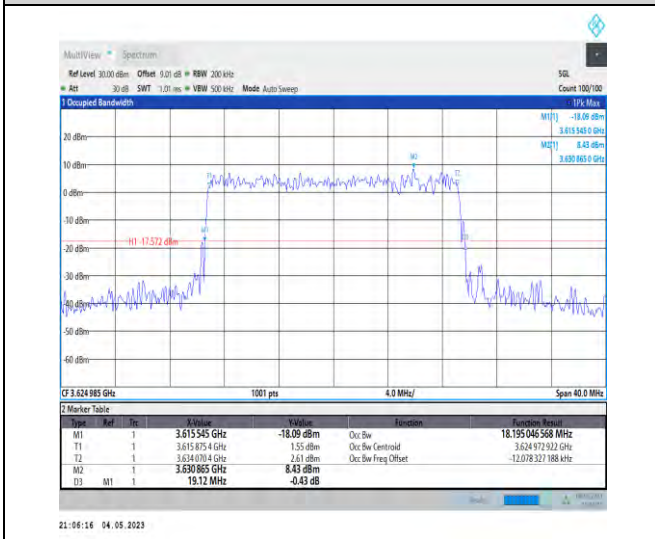 MultiView Spectrum
Ref Level 30.00 dBm Offset 9.01 dB RBW 200 kHz SGL
Att 30 dB SWT 1.01 ms VBW 500 kHz Mode Auto Sweep Count 100/100
1 Occupied Bandwidth 1Pk Max
M1[1] -18.09 dBm
3.615 545 0 GHz
20 dBm M2[1] 8.43 dBm
3.630 865 0 GHz
10 dBm
M2
T1 T2
0 dBm
-10 dBm
M1
H1 -17.572 dBm
-20 dBm
-30 dBm
-40 dBm
-50 dBm
-60 dBm
CF 3.624 985 GHz 1001 pts 4.0 MHz/ Span 40.0 MHz
2 Marker Table
Type Ref Trc X-Value Y-Value Function Function Result
M1 1 3.615 545 GHz -18.09 dBm Occ Bw 18.195 046 568 MHz
T1 1 3.615 875 4 GHz 1.55 dBm Occ Bw Centroid 3.624 972 922 GHz
T2 1 3.634 070 4 GHz 2.61 dBm Occ Bw Freq Offset -12.078 327 188 kHz
M2 1 3.630 865 GHz 8.43 dBm
D3 M1 1 19.12 MHz -0.43 dB
21:06:16 04.05.2023